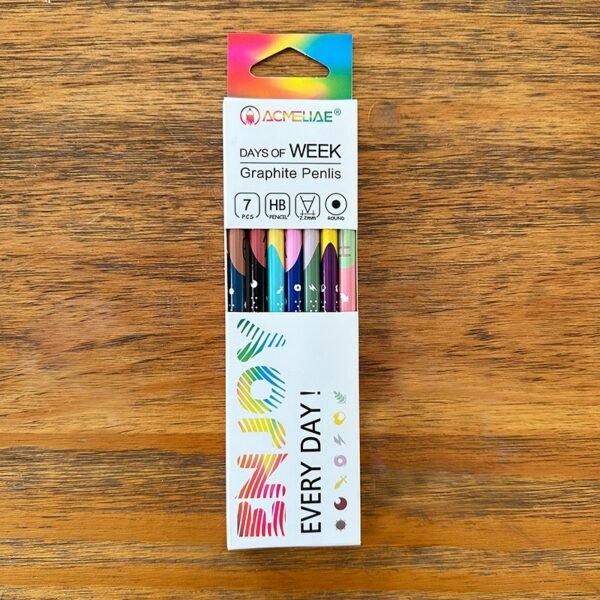 ACMELIAE®
DAYS OF WEEK
Graphite Penlis
7
PCS
HB
PENCIL
2.2mm
ROUND
ENJOY
EVERY DAY!